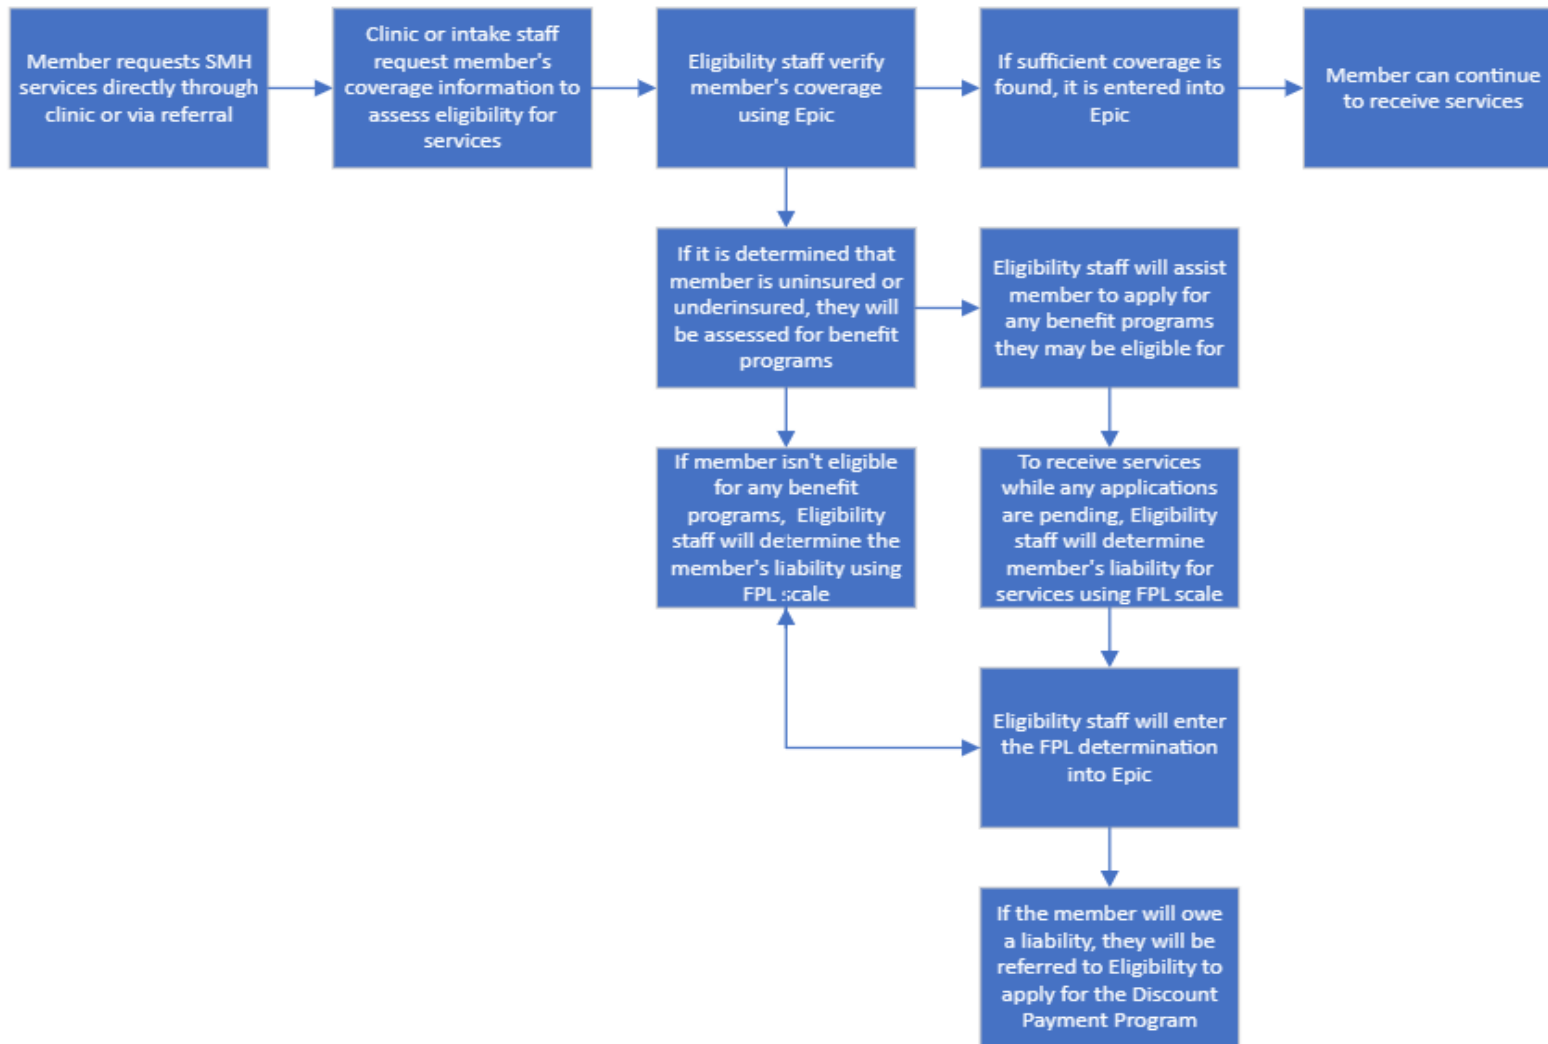 Member requests SMH
services directly through
clinic or via referral
Clinic or intake staff
request member's
coverage information to
assess eligibility for
services
Eligibility staff verify
member's coverage
using Epic
If sufficient coverage is
found, it is entered into
Epic
Member can continue
to receive services
If it is determined that
member is uninsured or
underinsured, they will
be assessed for benefit
programs
Eligibility staff will assist
member to apply for
any benefit programs
they may be eligible for
If member isn't eligible
for any benefit
programs, Eligibility
staff will determine the
member's liability using
FPL scale
To receive services
while any applications
are pending, Eligibility
staff will determine
member's liability for
services using FPL scale
Eligibility staff will enter
the FPL determination
into Epic
If the member will owe
a liability, they will be
referred to Eligibility to
apply for the Discount
Payment Program